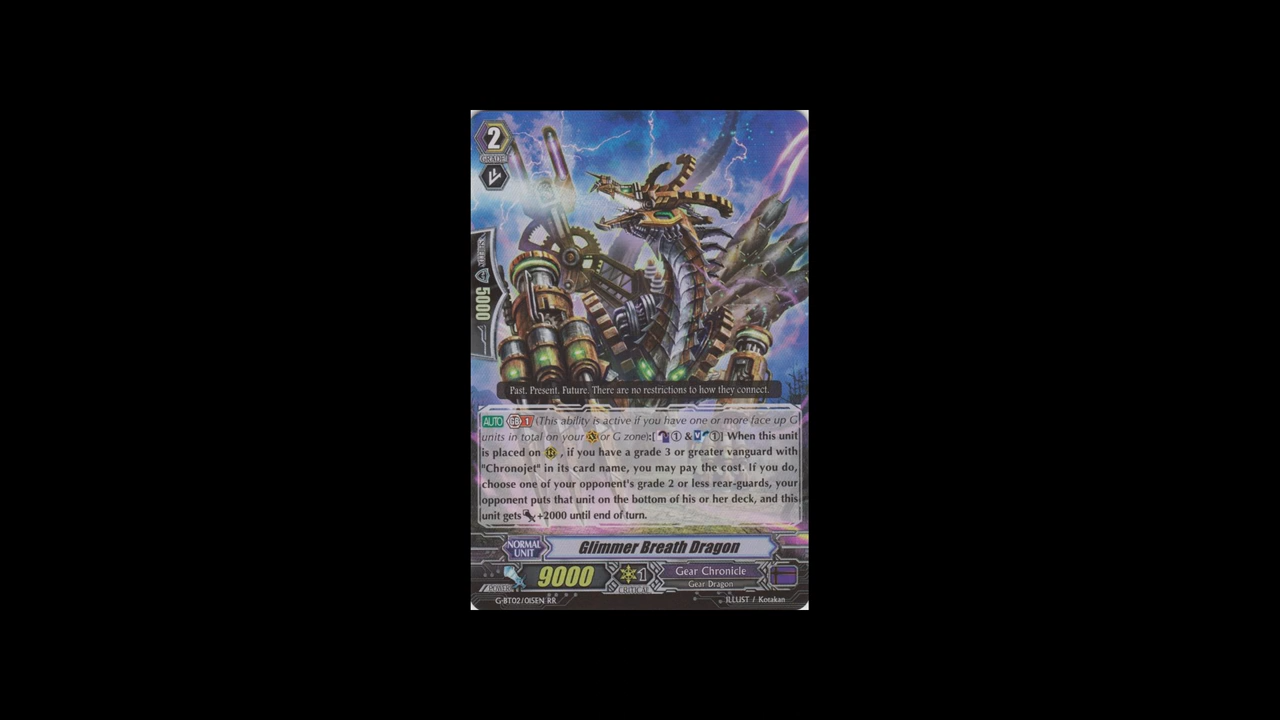 2
GRADE
SHIELD
5000
Past. Present. Future. There are no restrictions to how they connect.
AUTO GB 1 (This ability is active if you have one or more face up G
units in total on your V or G zone):[ 1 & 1] When this unit
is placed on R , if you have a grade 3 or greater vanguard with
"Chronojet" in its card name, you may pay the cost. If you do,
choose one of your opponent's grade 2 or less rear-guards, your
opponent puts that unit on the bottom of his or her deck, and this
unit gets +2000 until end of turn.
NORMAL
UNIT
Glimmer Breath Dragon
POWER
9000
1
CRITICAL
Gear Chronicle
Gear Dragon
G-BT02/015EN RR
ILLUST / Kotakan